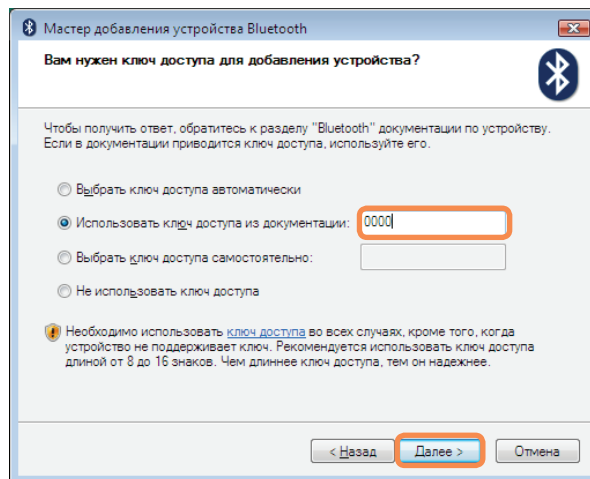 Мастер добавления устройства Bluetooth
Вам нужен ключ доступа для добавления устройства?
Чтобы получить ответ, обратитесь к разделу "Bluetooth" документации по устройству.
Если в документации приводится ключ доступа, используйте его.
Выбрать ключ доступа автоматически
Использовать ключ доступа из документации: 0000
Выбрать ключ доступа самостоятельно:
Не использовать ключ доступа
Необходимо использовать ключ доступа во всех случаях, кроме того, когда
устройство не поддерживает ключ. Рекомендуется использовать ключ доступа
длиной от 8 до 16 знаков. Чем длиннее ключ доступа, тем он надежнее.
< Назад Далее > Отмена